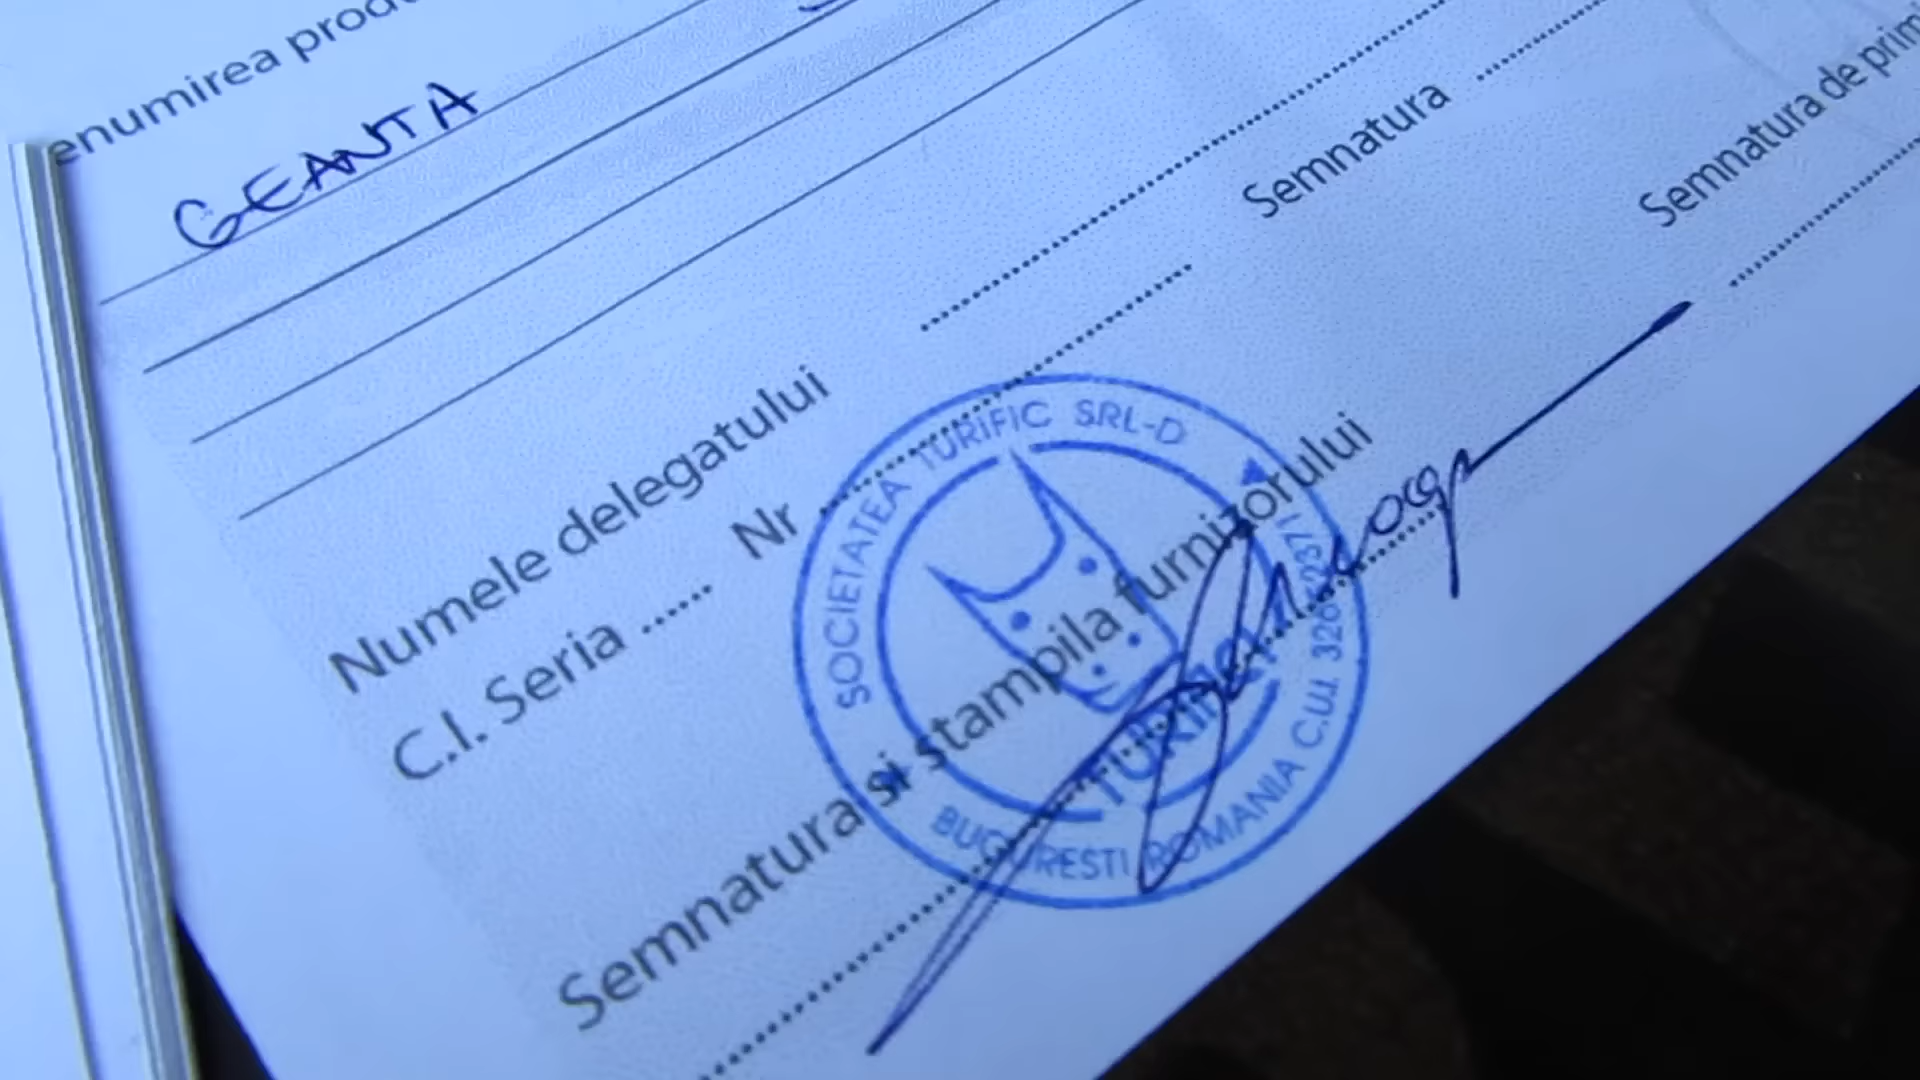 enumirea prod
GEANTA
Numele delegatului ........ Semnatura ........
C.I. Seria ...... Nr ........
Semnatura si stampila furnizorului
Semnatura de prim
SOCIETATEA TURIFIC SRL-D
TURIFIC
BUCURESTI ROMANIA C.U.I.